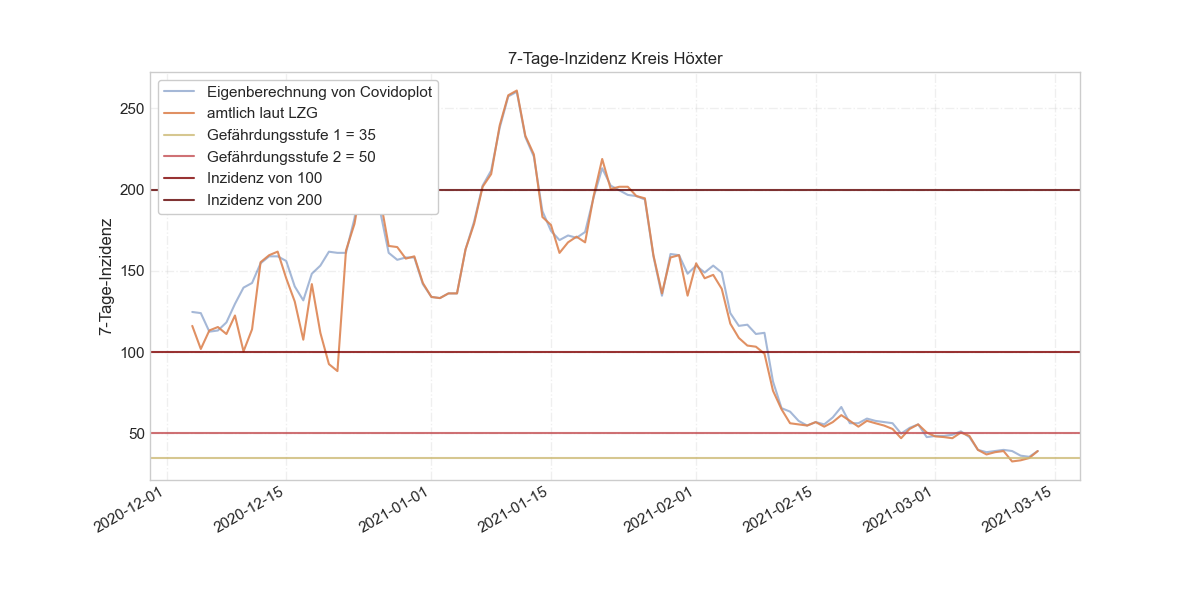 7-Tage-Inzidenz Kreis Höxter
Eigenberechnung von Covidoplot
amtlich laut LZG
Gefährdungsstufe 1 = 35
Gefährdungsstufe 2 = 50
Inzidenz von 100
Inzidenz von 200
7-Tage-Inzidenz
250
200
150
100
50
2020-12-01
2020-12-15
2021-01-01
2021-01-15
2021-02-01
2021-02-15
2021-03-01
2021-03-15